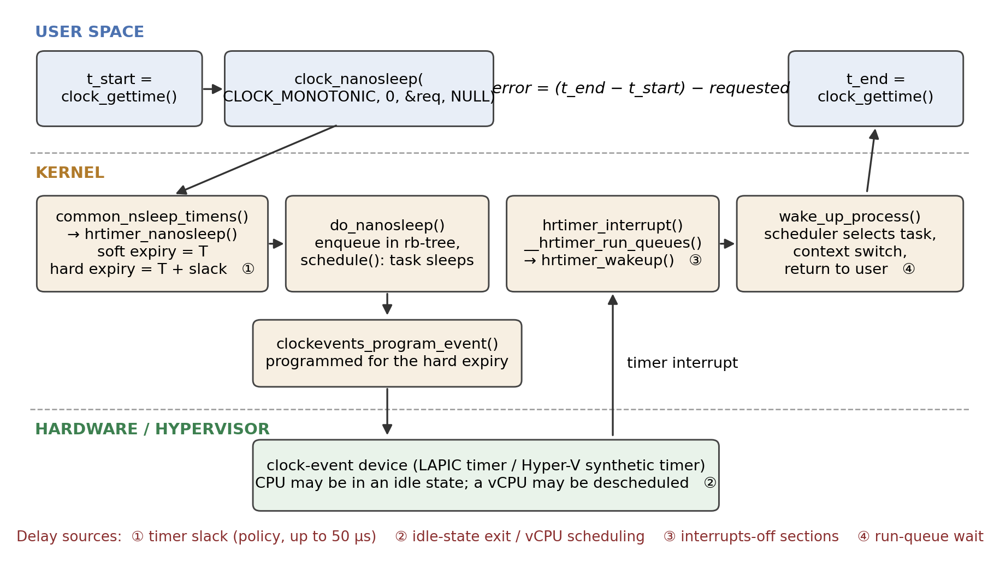 USER SPACE
t_start =
clock_gettime()
clock_nanosleep(
CLOCK_MONOTONIC, 0, &req, NULL)
error = (t_end − t_start) − requested
t_end =
clock_gettime()
KERNEL
common_nsleep_timens()
→ hrtimer_nanosleep()
soft expiry = T
hard expiry = T + slack ①
do_nanosleep()
enqueue in rb-tree,
schedule(): task sleeps
hrtimer_interrupt()
__hrtimer_run_queues()
→ hrtimer_wakeup() ③
wake_up_process()
scheduler selects task,
context switch,
return to user ④
clockevents_program_event()
programmed for the hard expiry
timer interrupt
HARDWARE / HYPERVISOR
clock-event device (LAPIC timer / Hyper-V synthetic timer)
CPU may be in an idle state; a vCPU may be descheduled ②
Delay sources: ① timer slack (policy, up to 50 µs) ② idle-state exit / vCPU scheduling ③ interrupts-off sections ④ run-queue wait